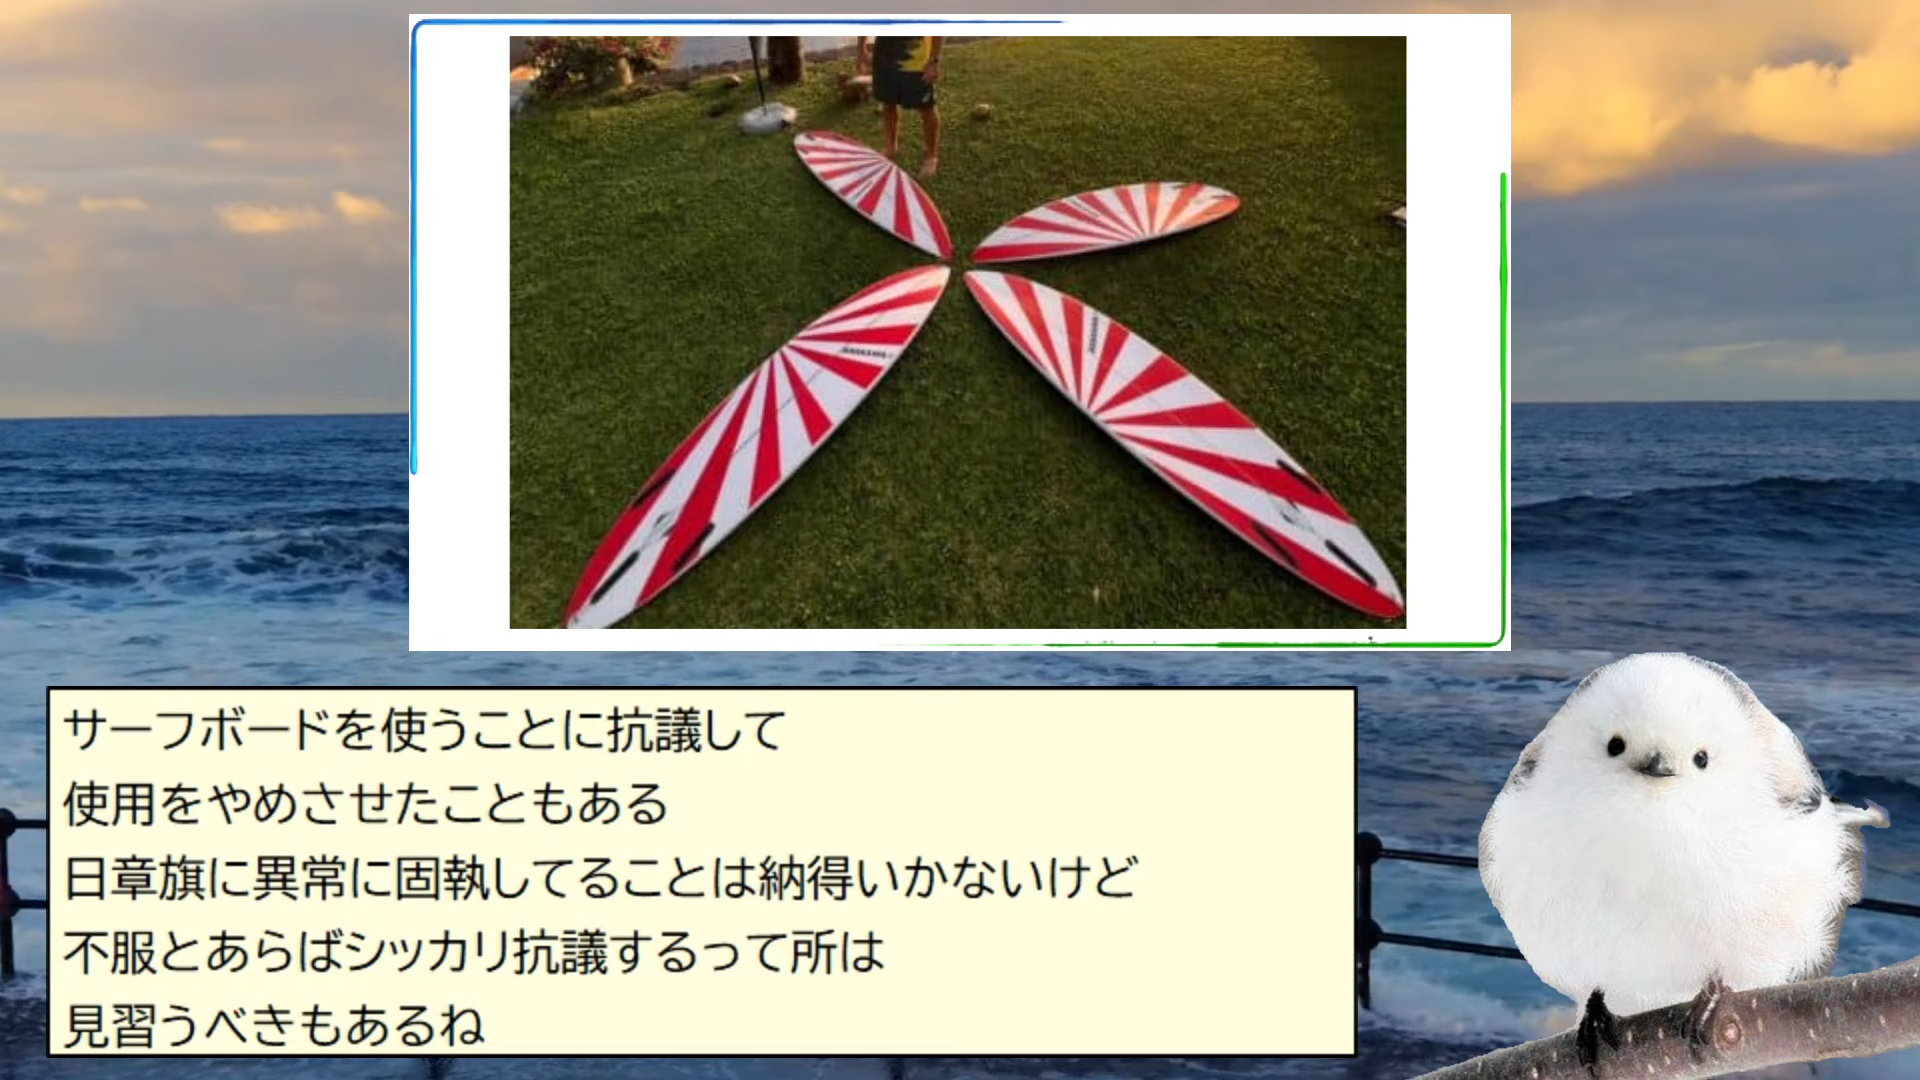 サーフボードを使うことに抗議して
使用をやめさせたこともある
日章旗に異常に固執してることは納得いかないけど
不服とあらばシッカリ抗議するって所は
見習うべきもあるね